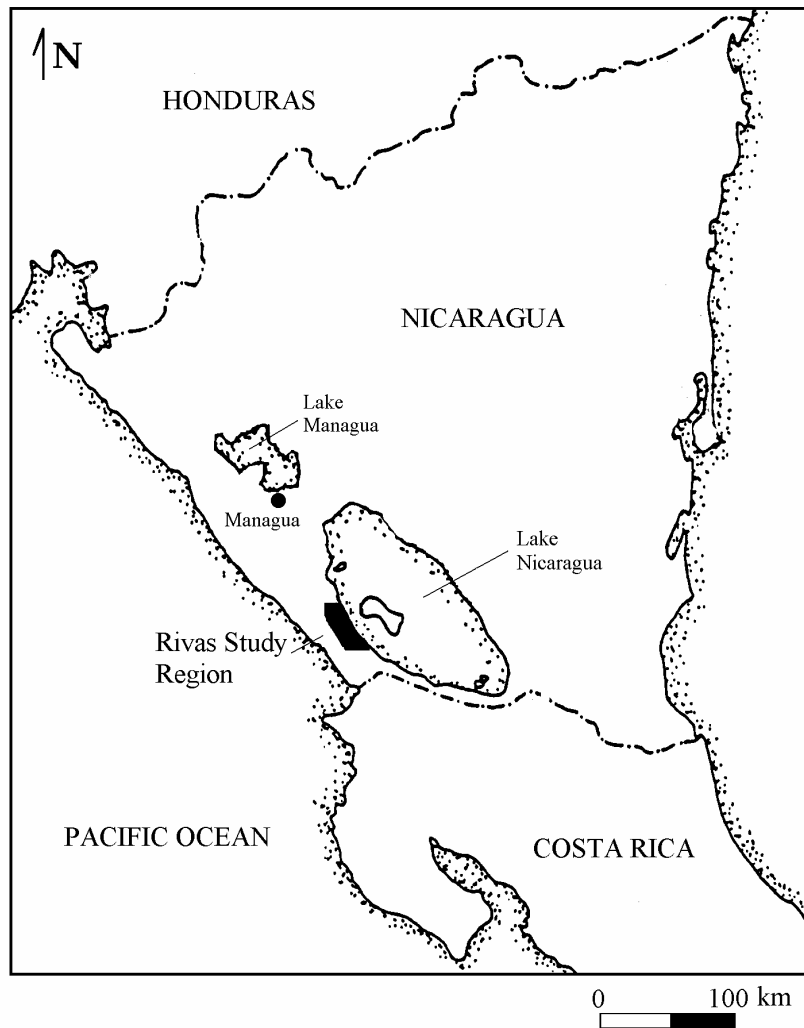 N
HONDURAS
NICARAGUA
Lake
Managua
Managua
Lake
Nicaragua
Rivas Study
Region
PACIFIC OCEAN
COSTA RICA
0 100 km